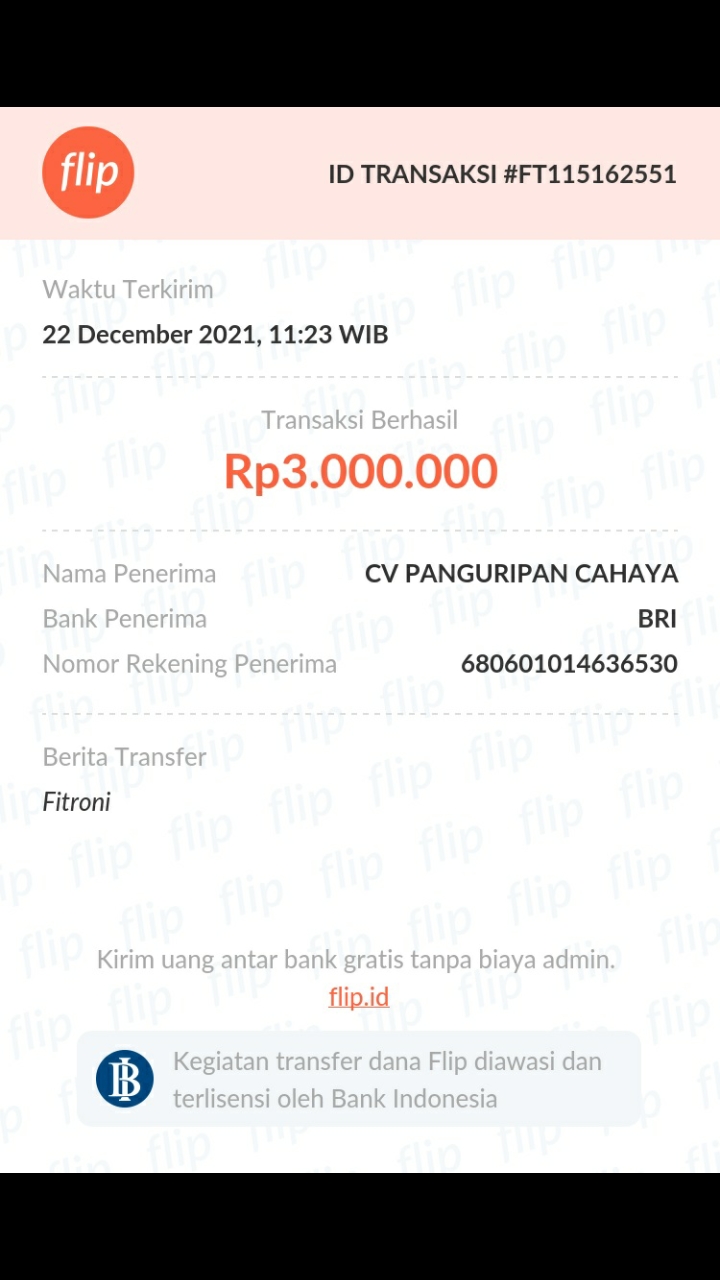 flip
ID TRANSAKSI #FT115162551
Waktu Terkirim
22 December 2021, 11:23 WIB
Transaksi Berhasil
Rp3.000.000
Nama Penerima CV PANGURIPAN CAHAYA
Bank Penerima BRI
Nomor Rekening Penerima 680601014636530
Berita Transfer
Fitroni
Kirim uang antar bank gratis tanpa biaya admin.
flip.id
Kegiatan transfer dana Flip diawasi dan
terlisensi oleh Bank Indonesia